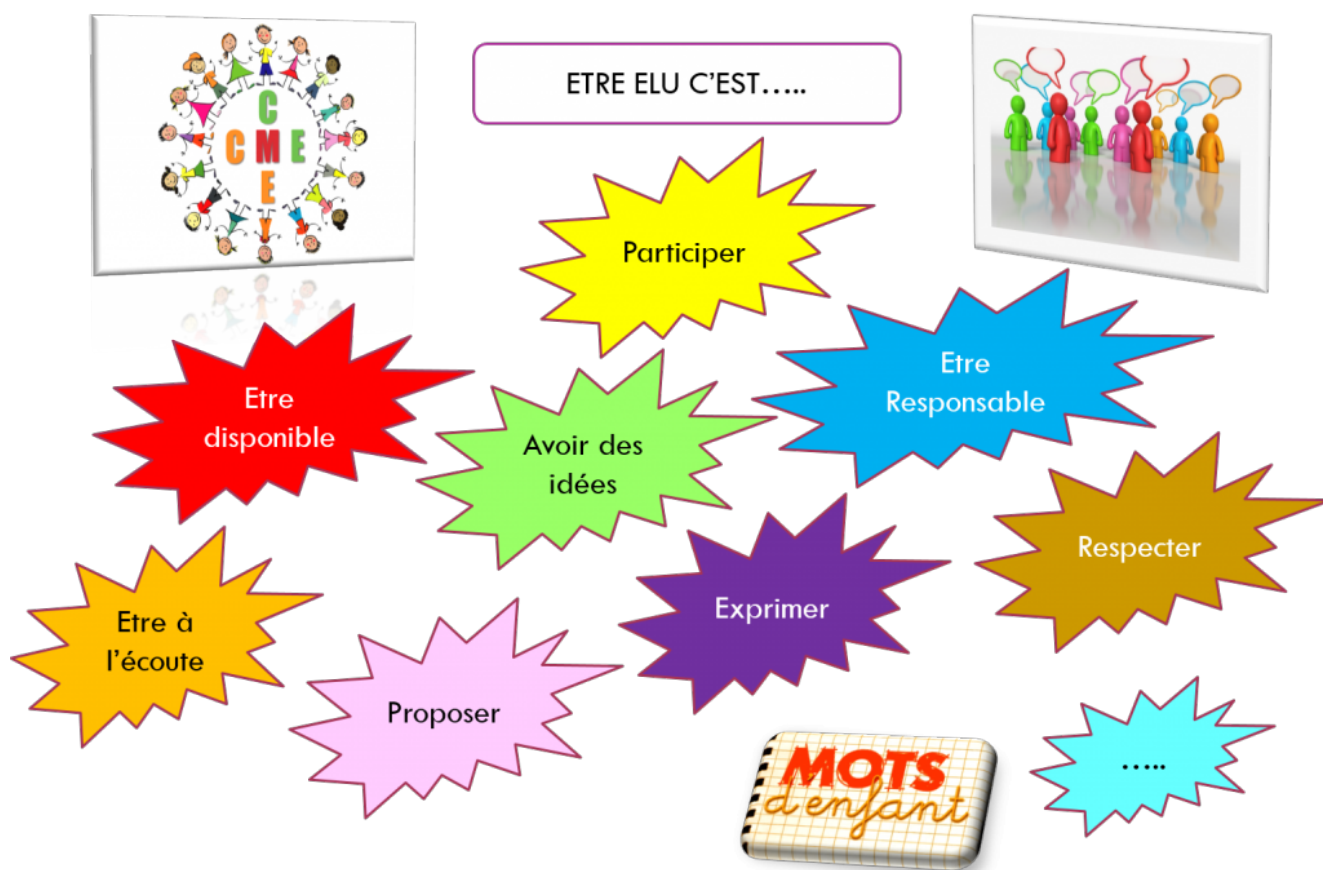 ETRE ELU C'EST.....
C
C M E
E
Y
Participer
Etre
disponible
Avoir des
idées
Etre
Responsable
Respecter
Etre à
l'écoute
Proposer
Exprimer
MOTS
d'enfant
.....